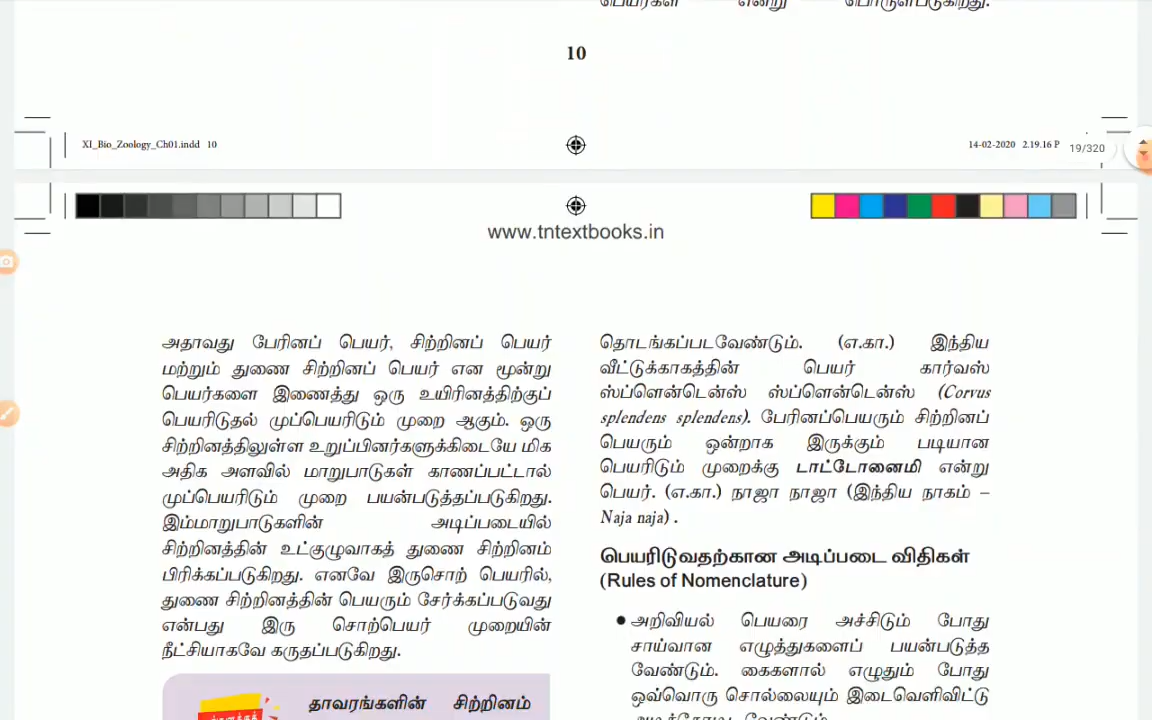 பெயர்கள் என்று பொருள்படுகிறது.
10
XI_Bio_Zoology_Ch01.indd 10
14-02-2020 2.19.16 P
19/320
www.tntextbooks.in
அதாவது பேரினப் பெயர், சிற்றினப் பெயர்
மற்றும் துணை சிற்றினப் பெயர் என மூன்று
பெயர்களை இணைத்து ஒரு உயிரினத்திற்குப்
பெயரிடுதல் முப்பெயரிடும் முறை ஆகும். ஒரு
சிற்றினத்திலுள்ள உறுப்பினர்களுக்கிடையே மிக
அதிக அளவில் மாறுபாடுகள் காணப்பட்டால்
முப்பெயரிடும் முறை பயன்படுத்தப்படுகிறது.
இம்மாறுபாடுகளின் அடிப்படையில்
சிற்றினத்தின் உட்குழுவாகத் துணை சிற்றினம்
பிரிக்கப்படுகிறது. எனவே இருசொற் பெயரில்,
துணை சிற்றினத்தின் பெயரும் சேர்க்கப்படுவது
என்பது இரு சொற்பெயர் முறையின்
நீட்சியாகவே கருதப்படுகிறது.
தாவரங்களின் சிற்றினம்
தொடங்கப்படவேண்டும். (எ.கா.) இந்திய
வீட்டுக்காகத்தின் பெயர் கார்வஸ்
ஸ்ப்ளென்டென்ஸ் ஸ்ப்ளென்டென்ஸ் (Corvus
splendens splendens). பேரினப்பெயரும் சிற்றினப்
பெயரும் ஒன்றாக இருக்கும் படியான
பெயரிடும் முறைக்கு டாட்டோனைமி என்று
பெயர். (எ.கா.) நாஜா நாஜா (இந்திய நாகம் –
Naja naja) .
பெயரிடுவதற்கான அடிப்படை விதிகள்
(Rules of Nomenclature)
● அறிவியல் பெயரை அச்சிடும் போது
சாய்வான எழுத்துகளைப் பயன்படுத்த
வேண்டும். கைகளால் எழுதும் போது
ஒவ்வொரு சொல்லையும் இடைவெளிவிட்டு
வேண்டும்.